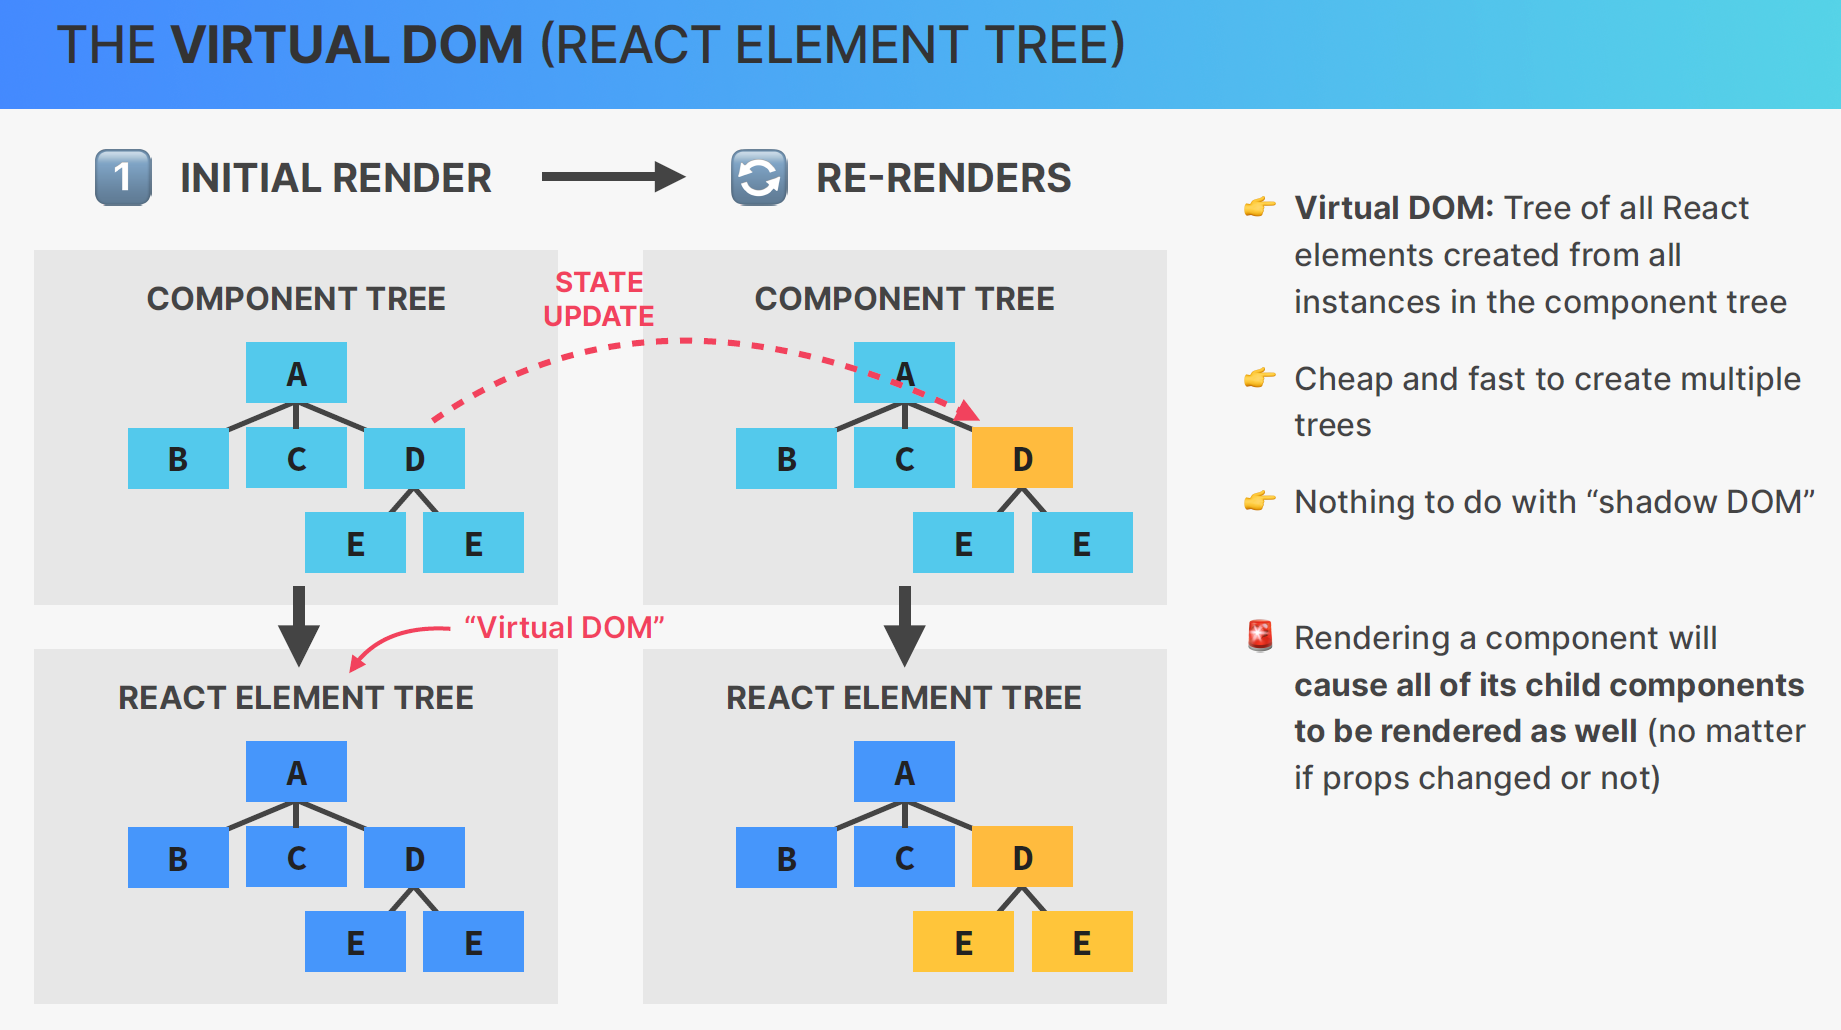 THE VIRTUAL DOM (REACT ELEMENT TREE)
1 INITIAL RENDER
RE-RENDERS
COMPONENT TREE
A
B C D
E E
STATE
UPDATE
COMPONENT TREE
A
B C D
E E
“Virtual DOM”
REACT ELEMENT TREE
A
B C D
E E
REACT ELEMENT TREE
A
B C D
E E
Virtual DOM: Tree of all React
elements created from all
instances in the component tree
Cheap and fast to create multiple
trees
Nothing to do with “shadow DOM”
Rendering a component will
cause all of its child components
to be rendered as well (no matter
if props changed or not)